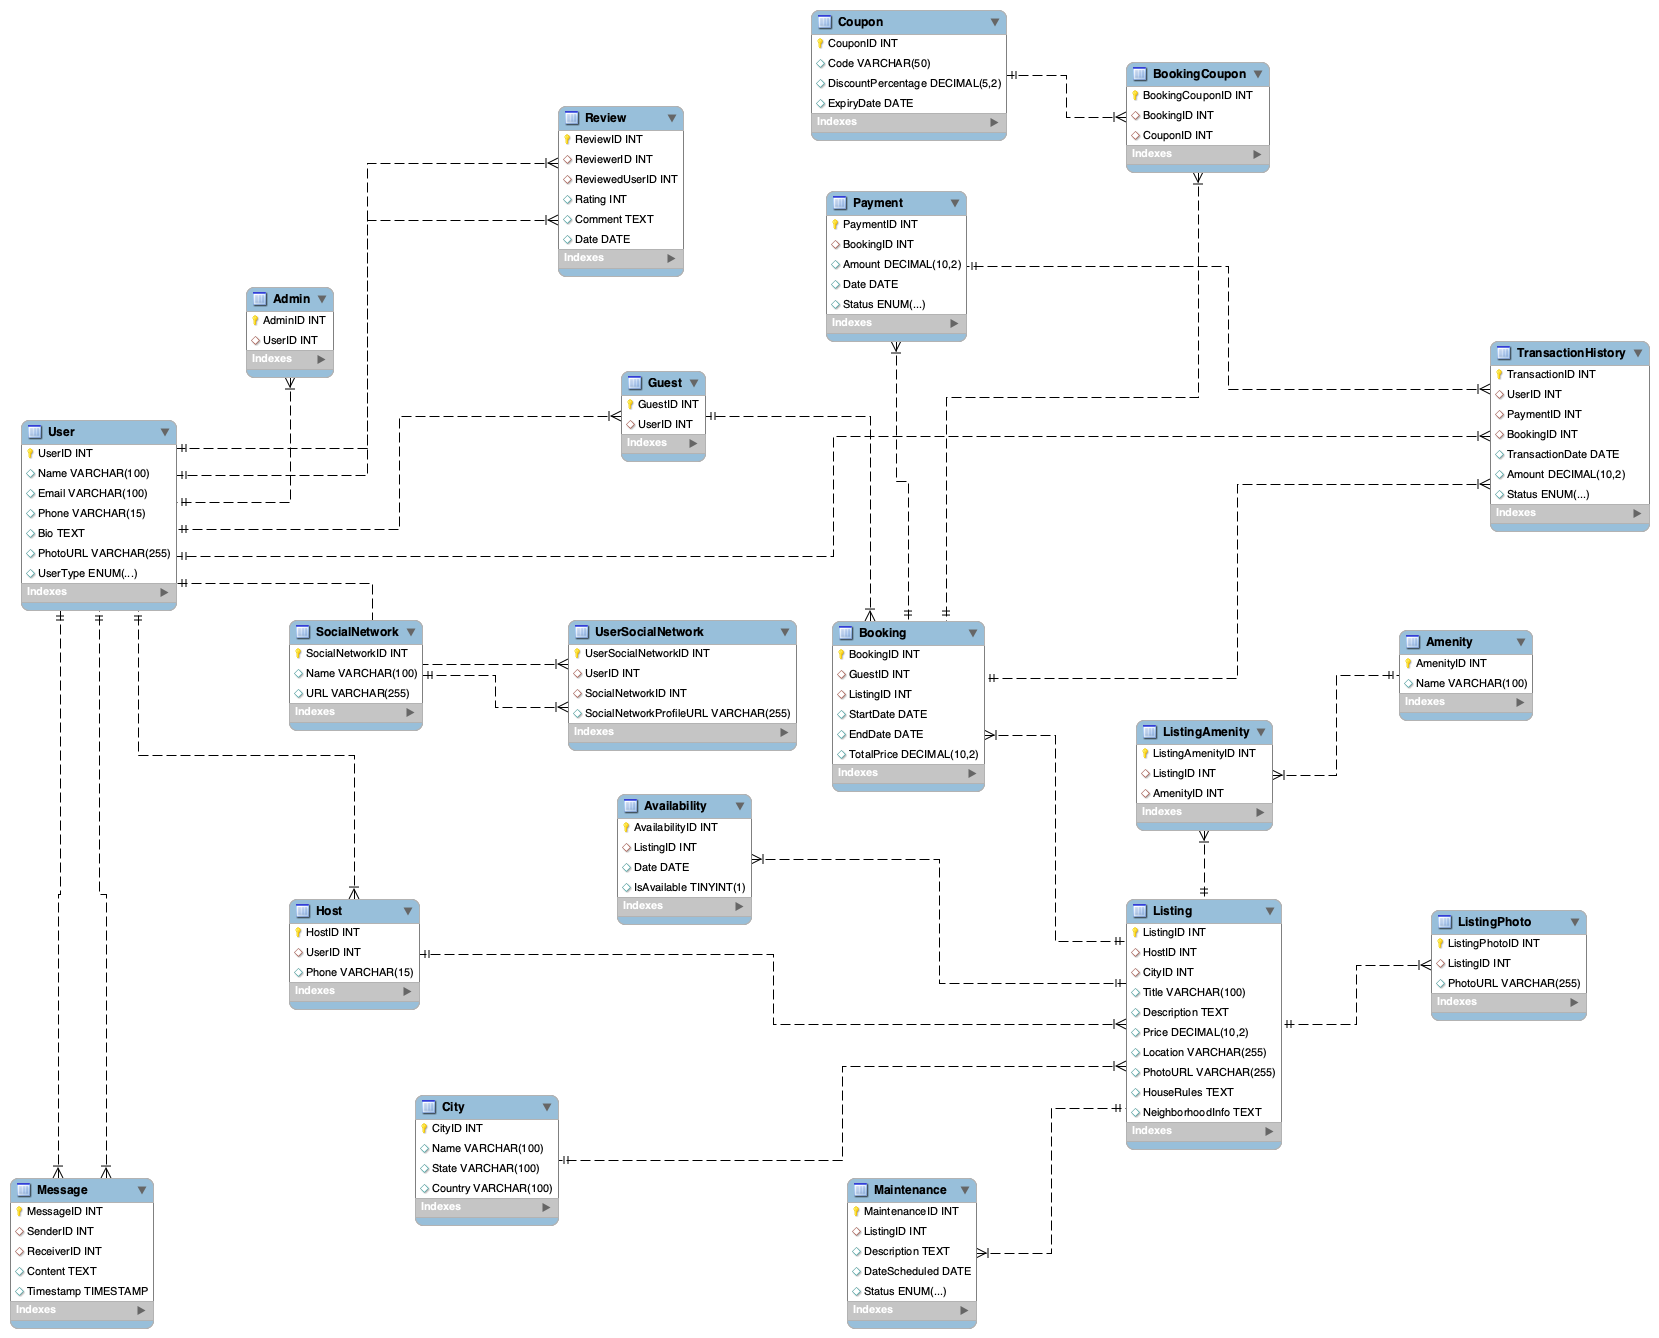 Coupon
CouponID INT
Code VARCHAR(50)
DiscountPercentage DECIMAL(5,2)
ExpiryDate DATE
Indexes
BookingCoupon
BookingCouponID INT
BookingID INT
CouponID INT
Indexes
Review
ReviewID INT
ReviewerID INT
ReviewedUserID INT
Rating INT
Comment TEXT
Date DATE
Indexes
Payment
PaymentID INT
BookingID INT
Amount DECIMAL(10,2)
Date DATE
Status ENUM(...)
Indexes
Admin
AdminID INT
UserID INT
Indexes
TransactionHistory
TransactionID INT
UserID INT
PaymentID INT
BookingID INT
TransactionDate DATE
Amount DECIMAL(10,2)
Status ENUM(...)
Indexes
Guest
GuestID INT
UserID INT
Indexes
User
UserID INT
Name VARCHAR(100)
Email VARCHAR(100)
Phone VARCHAR(15)
Bio TEXT
PhotoURL VARCHAR(255)
UserType ENUM(...)
Indexes
SocialNetwork
SocialNetworkID INT
Name VARCHAR(100)
URL VARCHAR(255)
Indexes
UserSocialNetwork
UserSocialNetworkID INT
UserID INT
SocialNetworkID INT
SocialNetworkProfileURL VARCHAR(255)
Indexes
Booking
BookingID INT
GuestID INT
ListingID INT
StartDate DATE
EndDate DATE
TotalPrice DECIMAL(10,2)
Indexes
Amenity
AmenityID INT
Name VARCHAR(100)
Indexes
ListingAmenity
ListingAmenityID INT
ListingID INT
AmenityID INT
Indexes
Availability
AvailabilityID INT
ListingID INT
Date DATE
IsAvailable TINYINT(1)
Indexes
Host
HostID INT
UserID INT
Phone VARCHAR(15)
Indexes
Listing
ListingID INT
HostID INT
CityID INT
Title VARCHAR(100)
Description TEXT
Price DECIMAL(10,2)
Location VARCHAR(255)
PhotoURL VARCHAR(255)
HouseRules TEXT
NeighborhoodInfo TEXT
Indexes
ListingPhoto
ListingPhotoID INT
ListingID INT
PhotoURL VARCHAR(255)
Indexes
City
CityID INT
Name VARCHAR(100)
State VARCHAR(100)
Country VARCHAR(100)
Indexes
Message
MessageID INT
SenderID INT
ReceiverID INT
Content TEXT
Timestamp TIMESTAMP
Indexes
Maintenance
MaintenanceID INT
ListingID INT
Description TEXT
DateScheduled DATE
Status ENUM(...)
Indexes